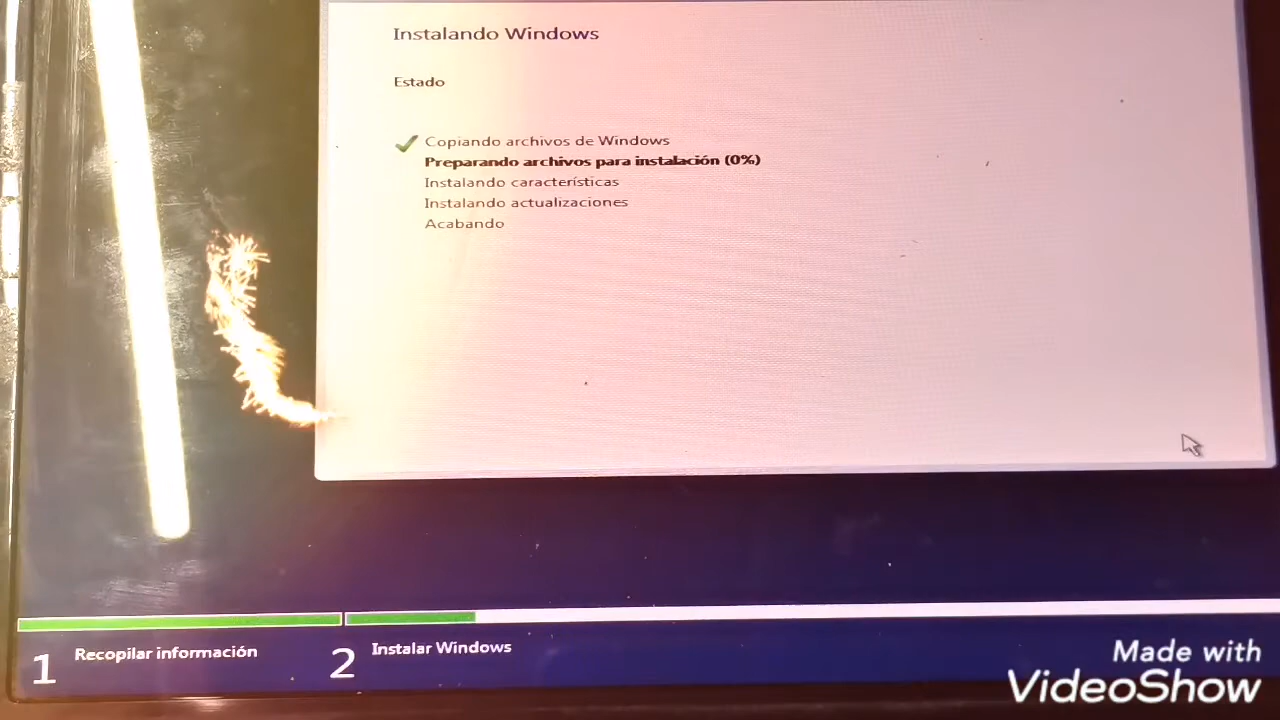 Instalando Windows
Estado
Copiando archivos de Windows
Preparando archivos para instalación (0%)
Instalando características
Instalando actualizaciones
Acabando
1 Recopilar información
2 Instalar Windows
Made with
VideoShow